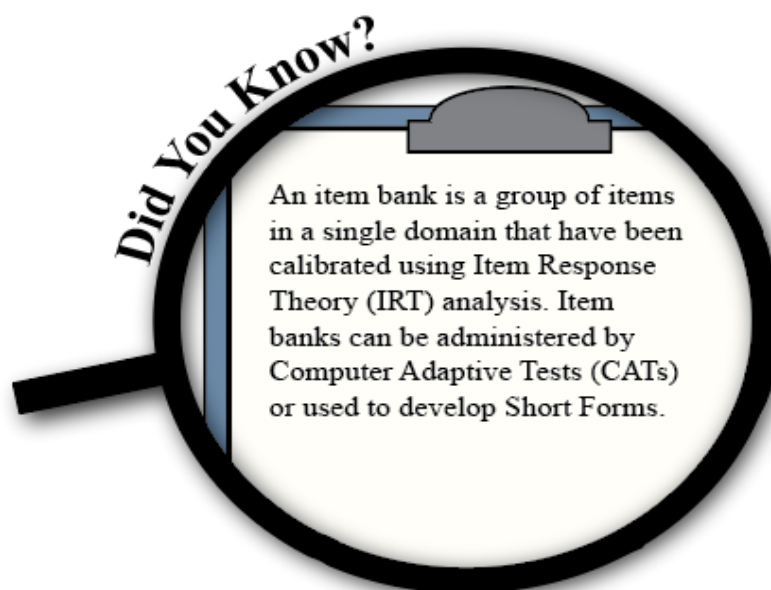 Did You Know?
An item bank is a group of items
in a single domain that have been
calibrated using Item Response
Theory (IRT) analysis. Item
banks can be administered by
Computer Adaptive Tests (CATs)
or used to develop Short Forms.